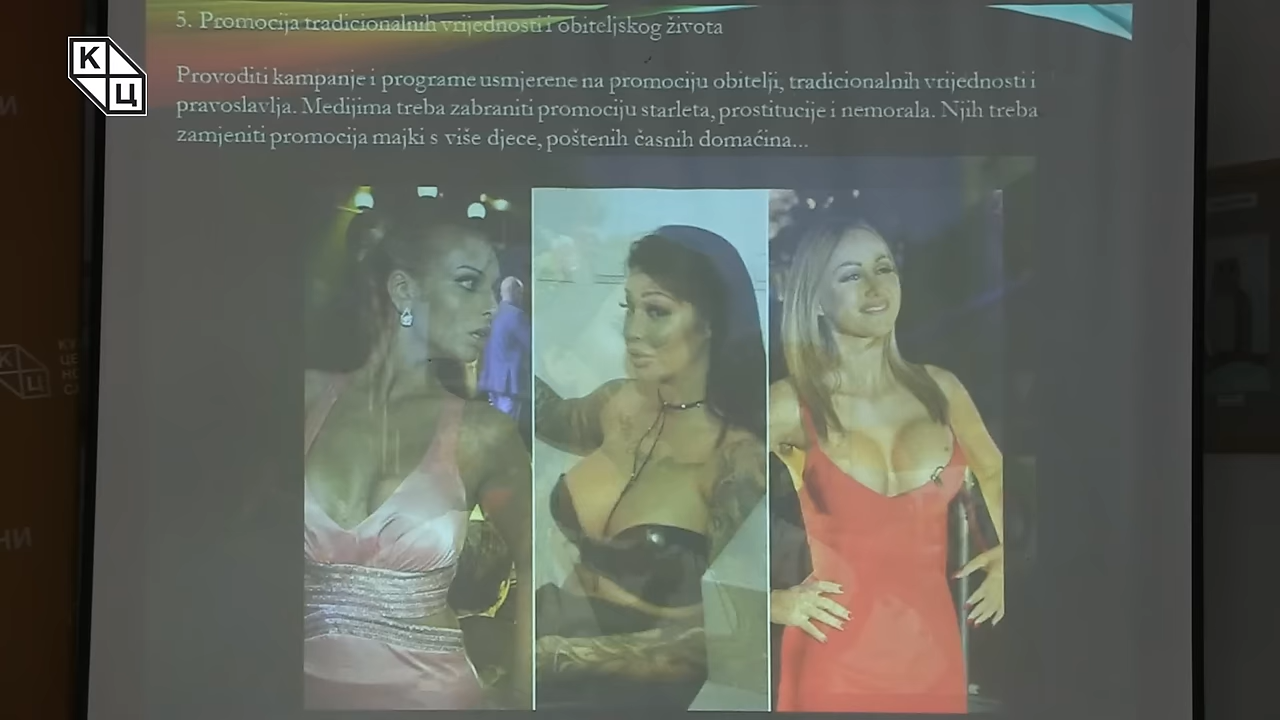 5. Promocija tradicionalnih vrijednosti i obiteljskog života
К
Ц
Provoditi kampanje i programe usmjerene na promociju obitelji, tradicionalnih vrijednosti i
pravoslavlja. Medijima treba zabraniti promociju starleta, prostitucije i nemorala. Njih treba
zamjeniti promocija majki s više djece, poštenih časnih domaćina...
К
Ц